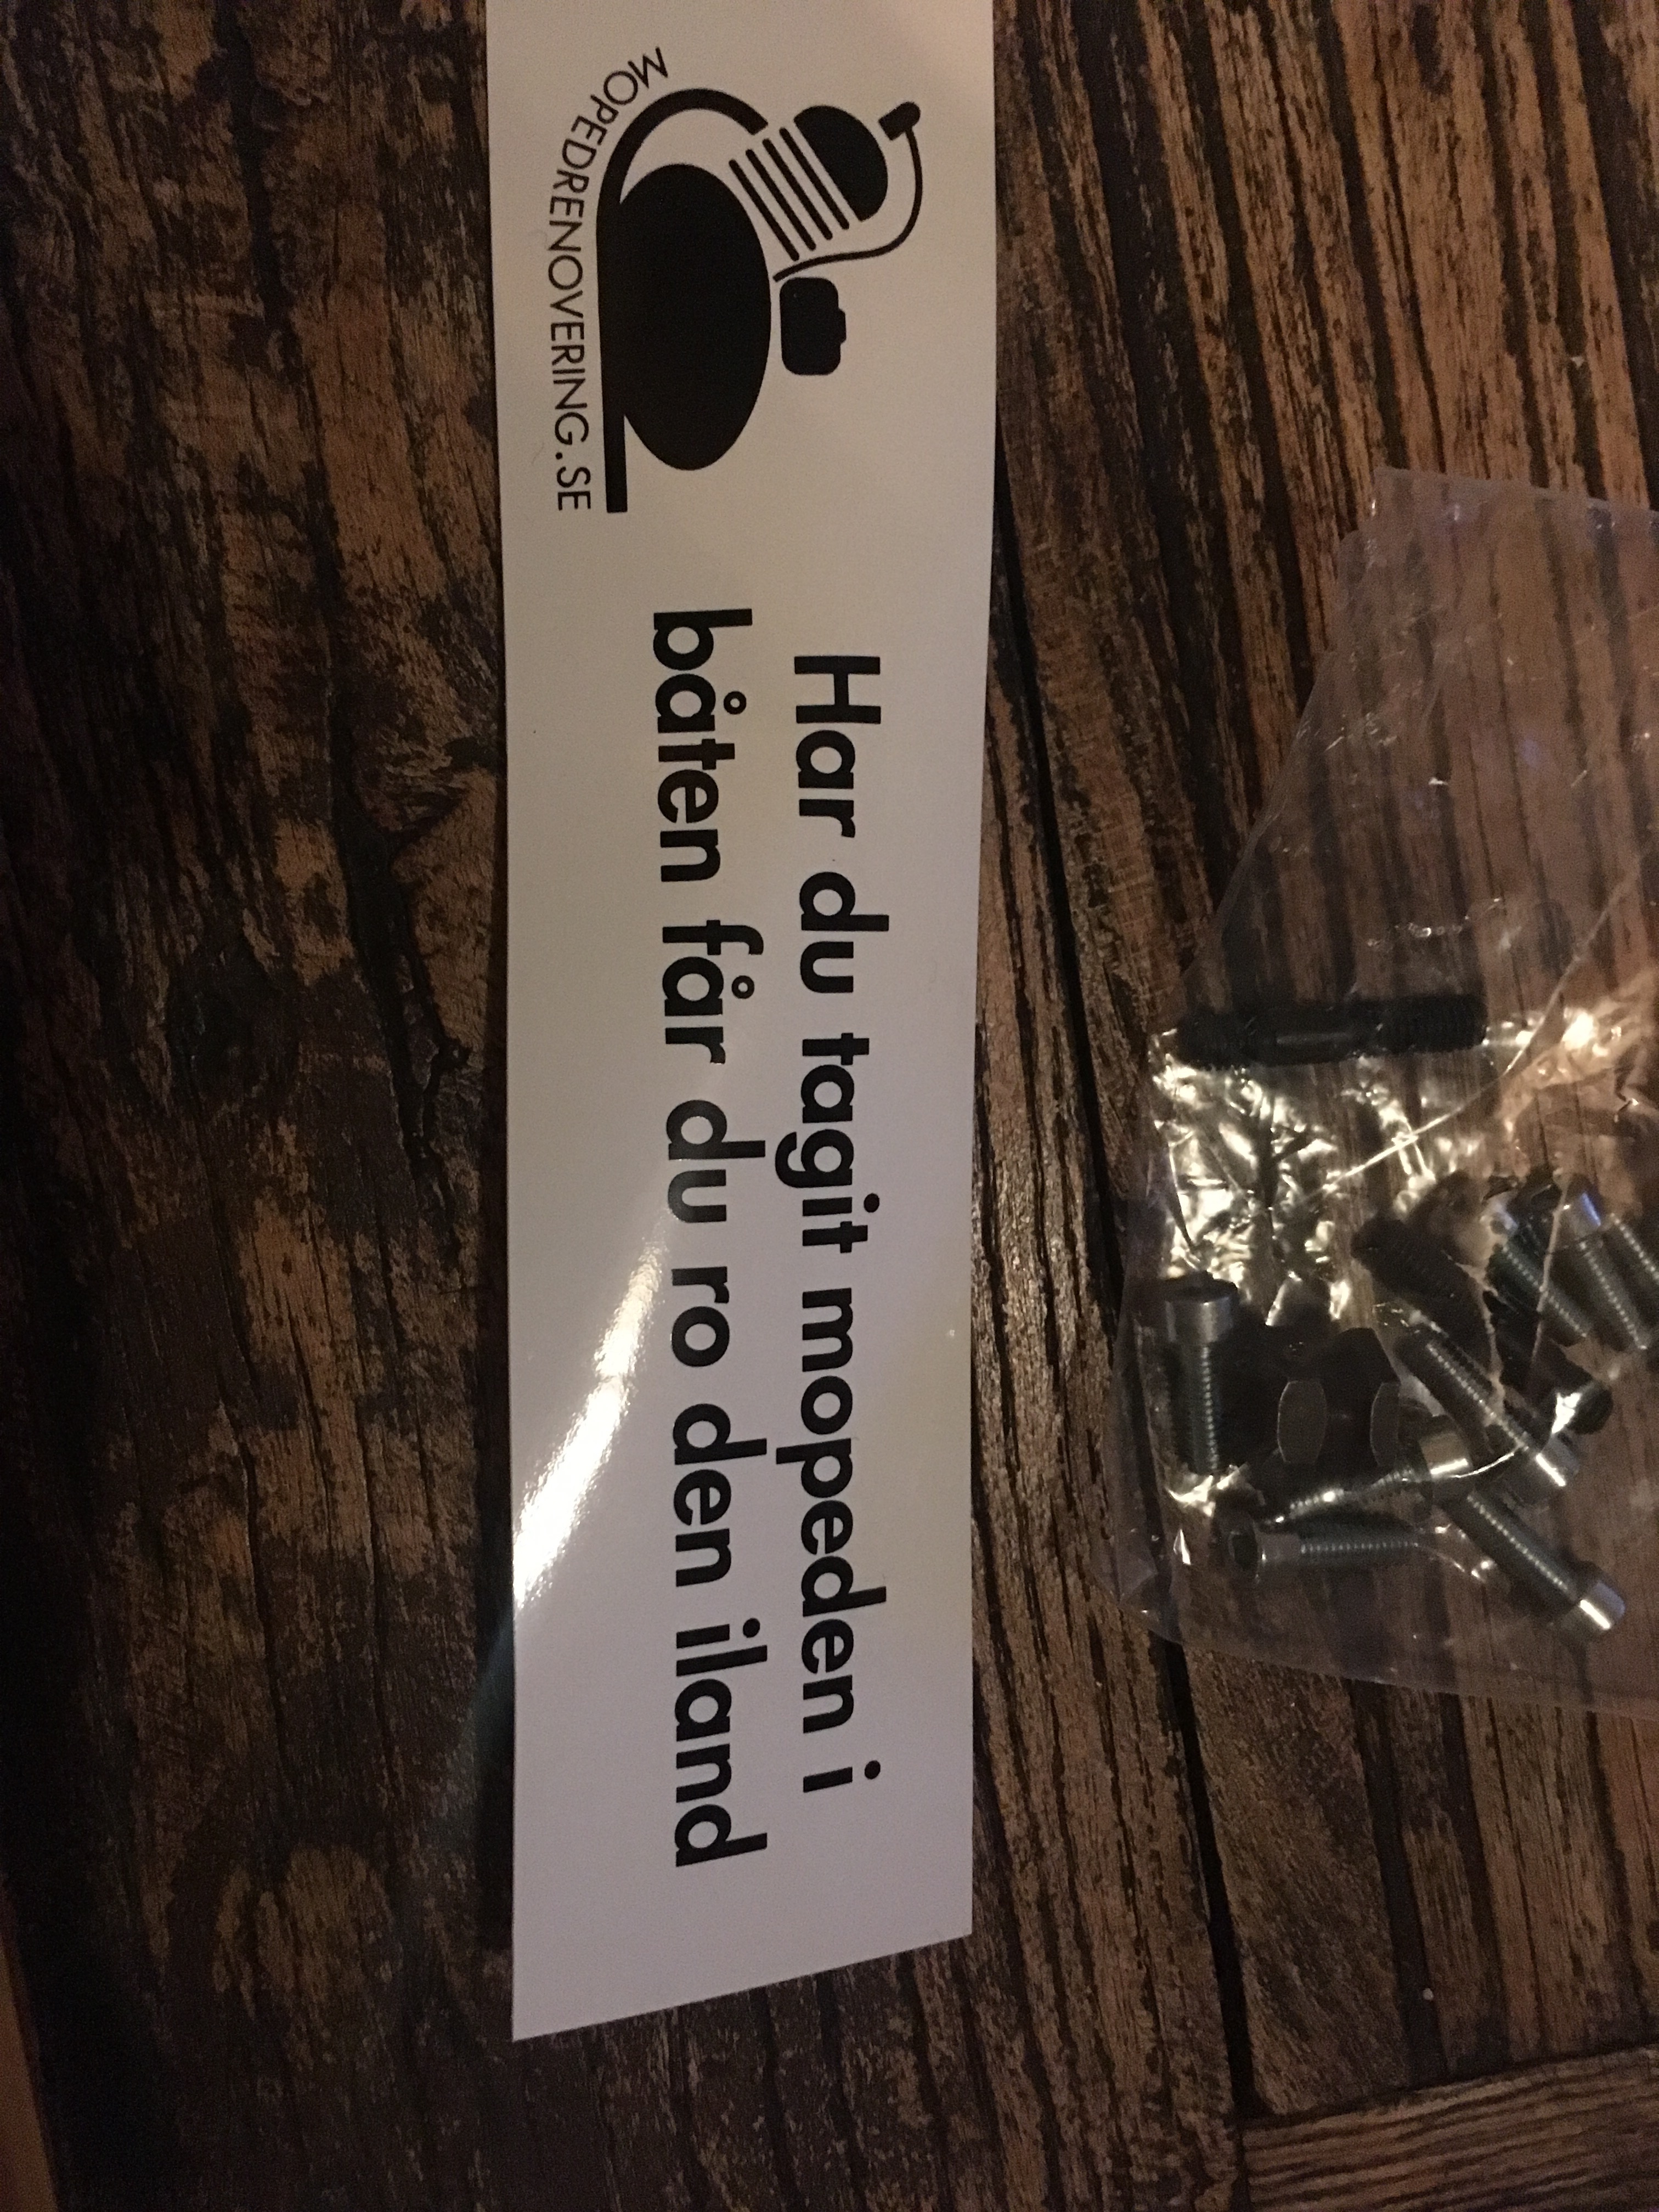 MOPEDRENOVERING.SE
Har du tagit mopeden i
båten får du ro den iland